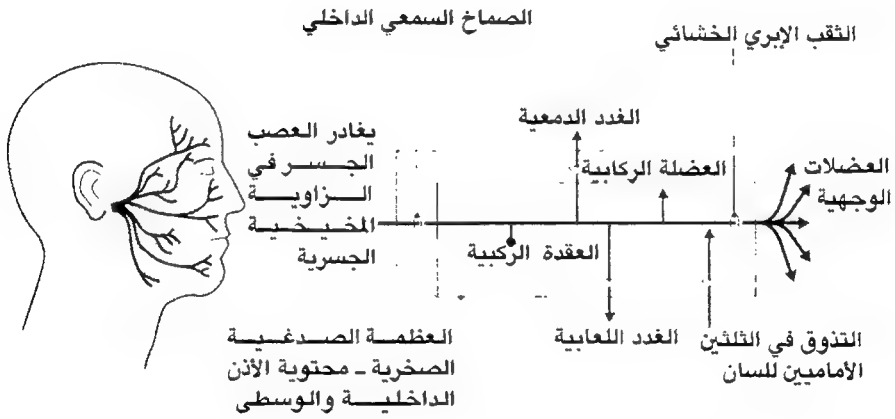 الصماخ السمعي الداخلي
الثقب الإبري الخشائي
يغادر العصب
الجسر في
الزاوية
المخيخية
الجسرية
الغدد الدمعية
العضلة الركابية
العضلات
الوجهية
العقدة الركبية
العظمة الصدغية
الصخرية - محتوية الأذن
الداخلية والوسطى
الغدد اللعابية
التذوق في الثلثين
الأماميين للسان